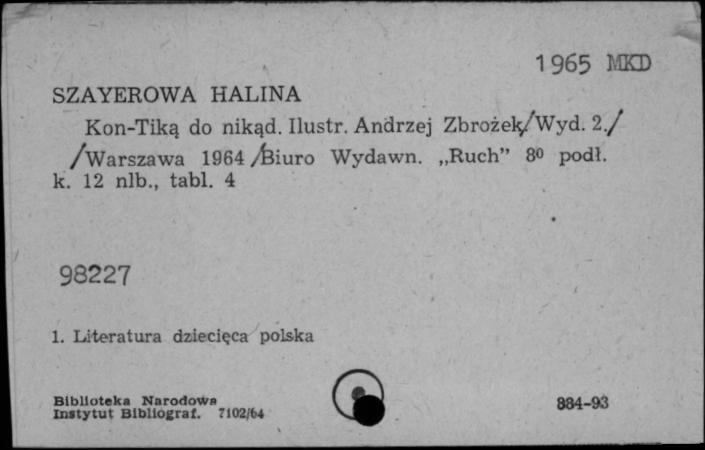 1965 MKD
SZAYEROWA HALINA
Kon-Tiką do nikąd. Ilustr. Andrzej Zbrożek/Wyd. 2./
/Warszawa 1964/Biuro Wydawn. „Ruch” 8º podł.
k. 12 nlb., tabl. 4
98227
1. Literatura dziecięca polska
Biblioteka Narodowa
Instytut Bibliograf. 7102/64
884-93